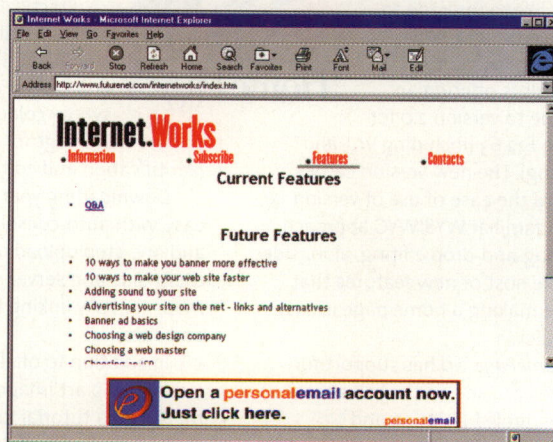 Internet Works - Microsoft Internet Explorer
File Edit View Go Favorites Help
Back Forward Stop Refresh Home Search Favorites Print Font Mail Edit
Address http://www.futurenet.com/internetworks/index.htm
Internet.Works
• Information • Subscribe • Features • Contacts
Current Features
Q&A
Future Features
• 10 ways to make you banner more effective
• 10 ways to make your web site faster
• Adding sound to your site
• Advertising your site on the net - links and alternatives
• Banner ad basics
• Choosing a web design company
• Choosing a web master
Open a personalemail account now.
Just click here.
personalemail